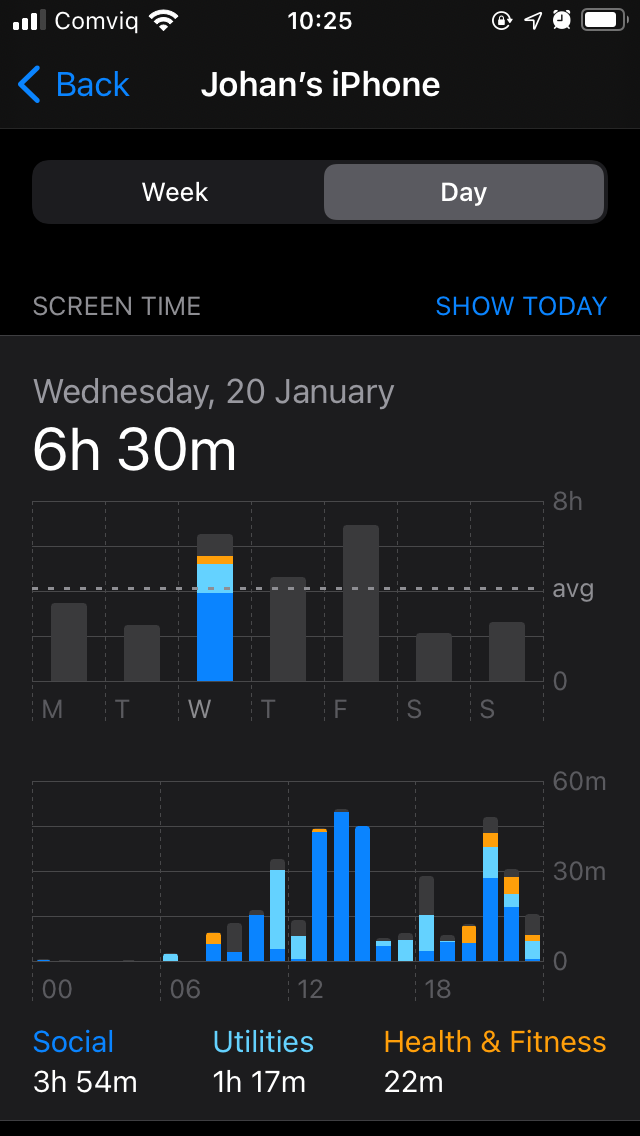 Comviq 10:25
Back Johan's iPhone
Week Day
SCREEN TIME SHOW TODAY
Wednesday, 20 January
6h 30m
8h
avg
0
M T W T F S S
60m
30m
0
00 06 12 18
Social Utilities Health & Fitness
3h 54m 1h 17m 22m